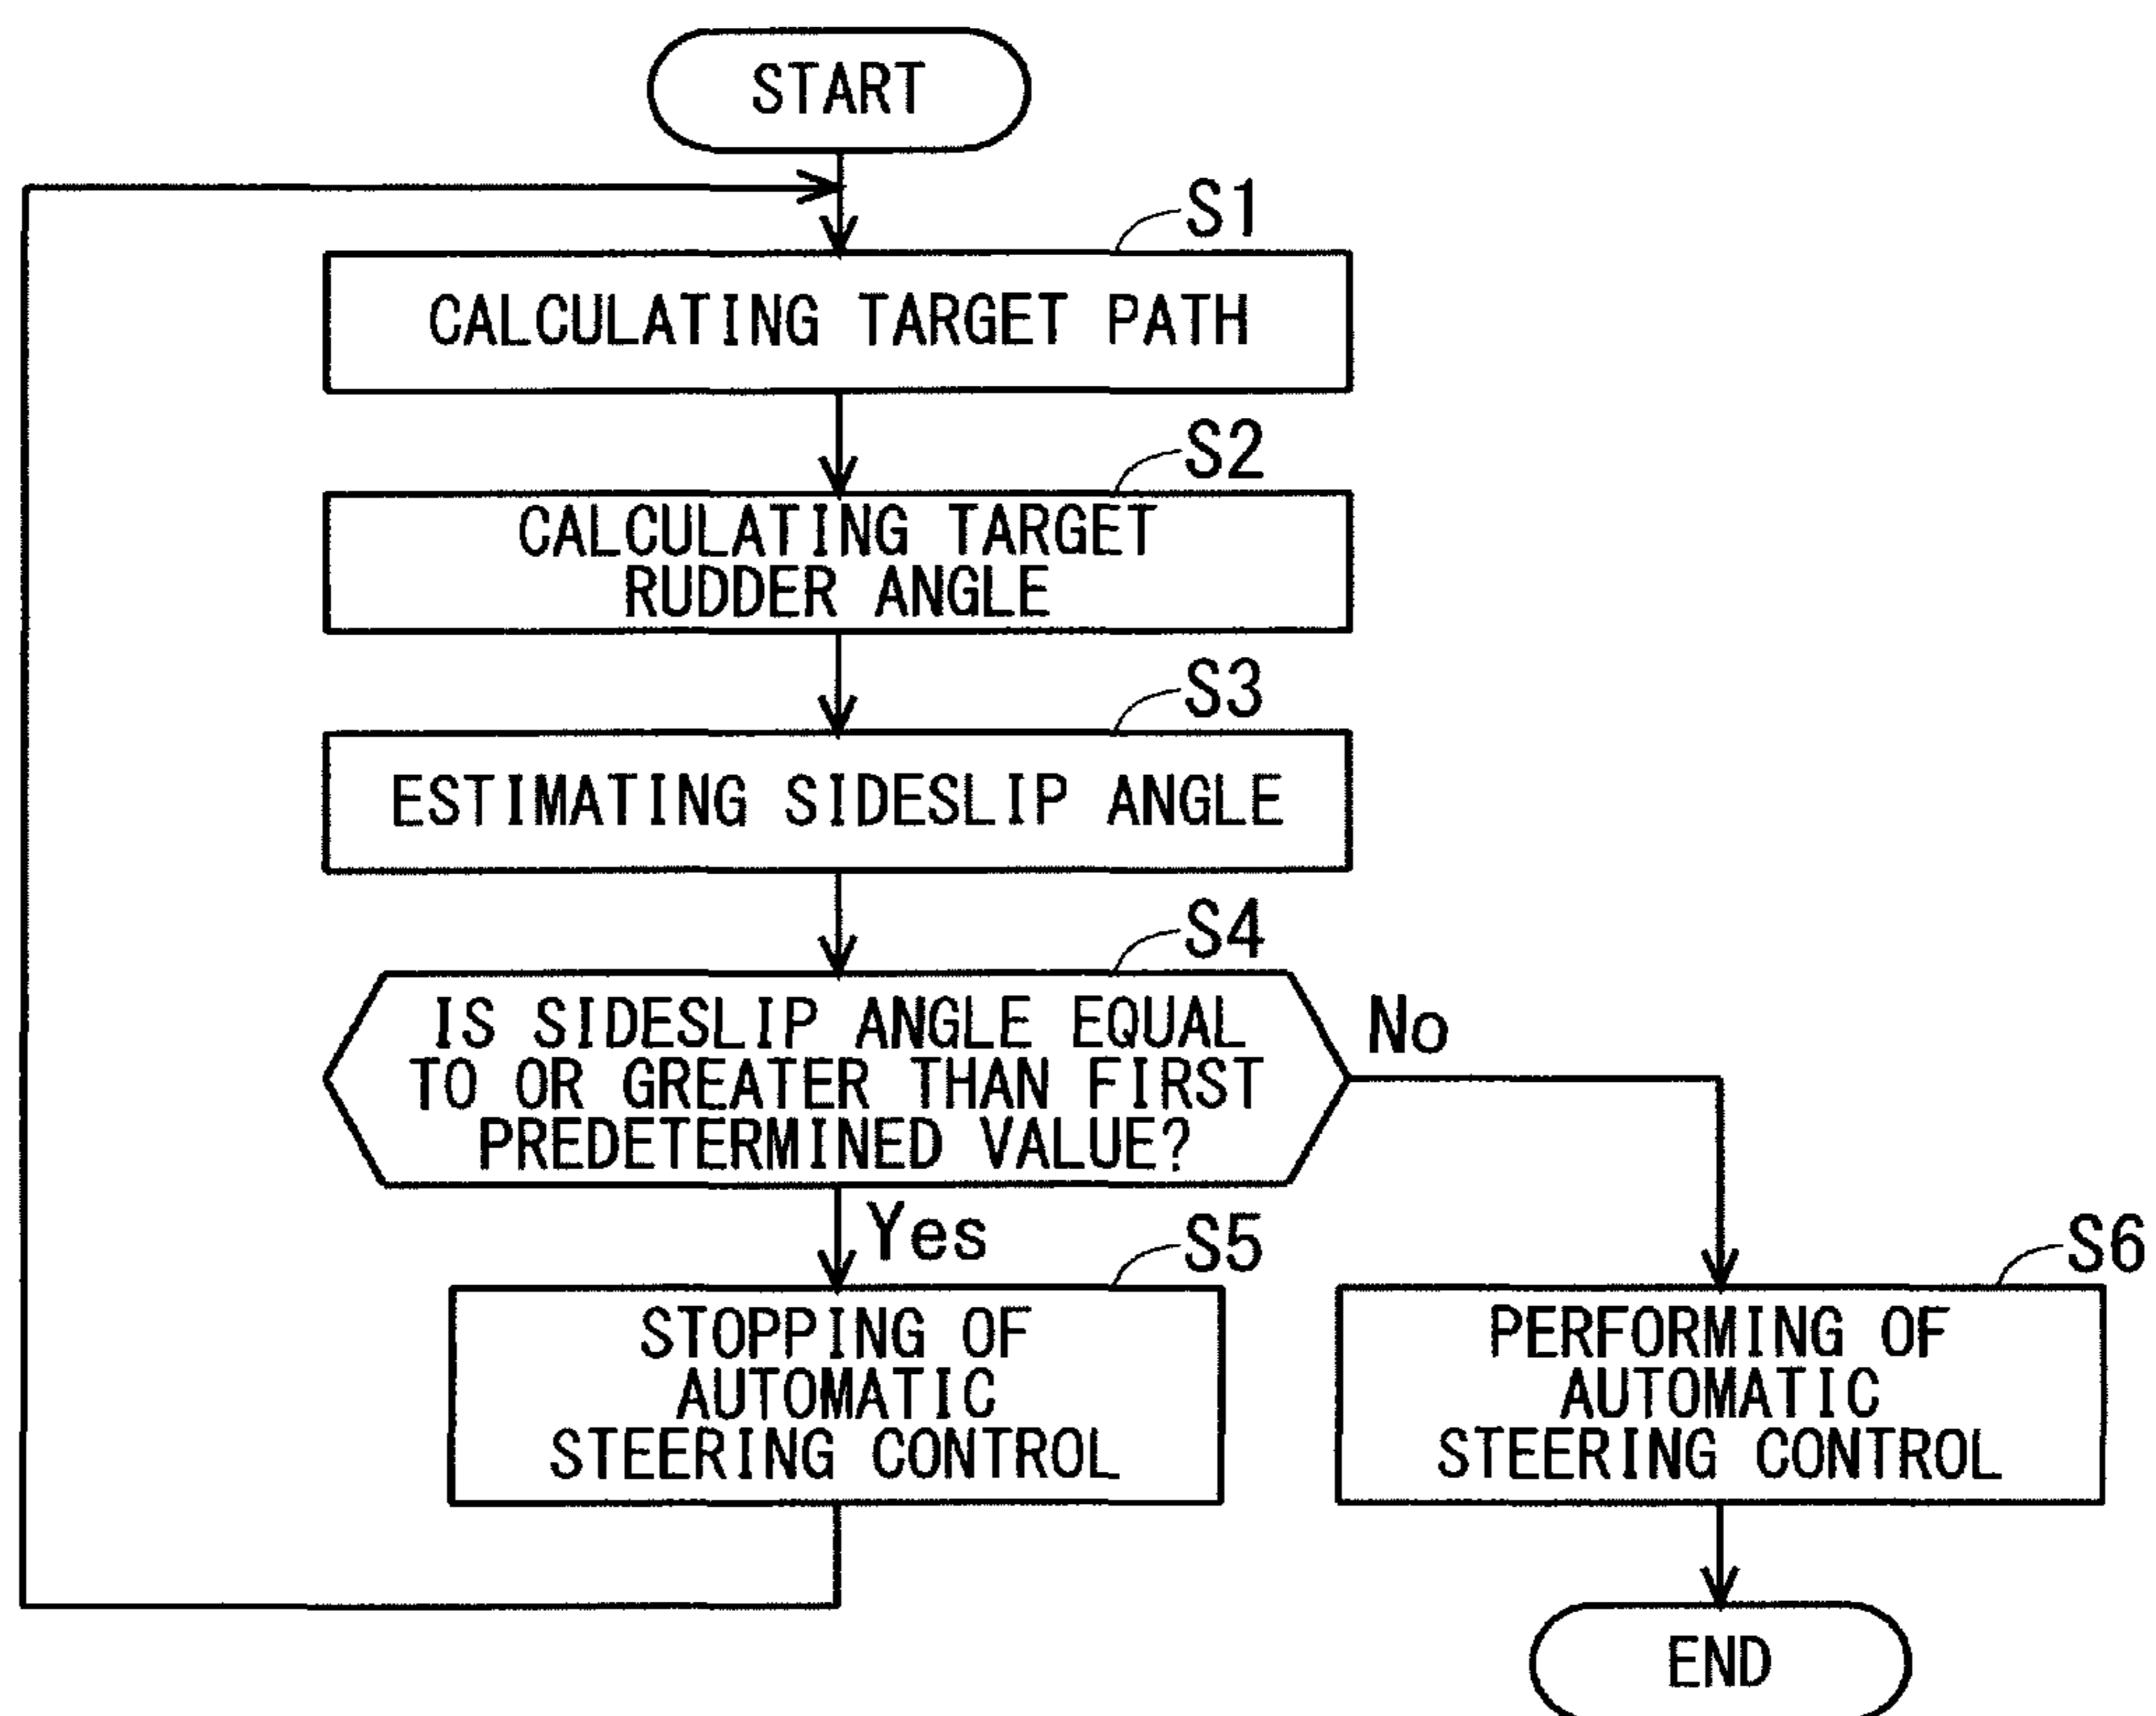 START
S1
CALCULATING TARGET PATH
S2
CALCULATING TARGET
RUDDER ANGLE
S3
ESTIMATING SIDESLIP ANGLE
S4
IS SIDESLIP ANGLE EQUAL
TO OR GREATER THAN FIRST
PREDETERMINED VALUE?
No
Yes
S5
STOPPING OF
AUTOMATIC
STEERING CONTROL
S6
PERFORMING OF
AUTOMATIC
STEERING CONTROL
END